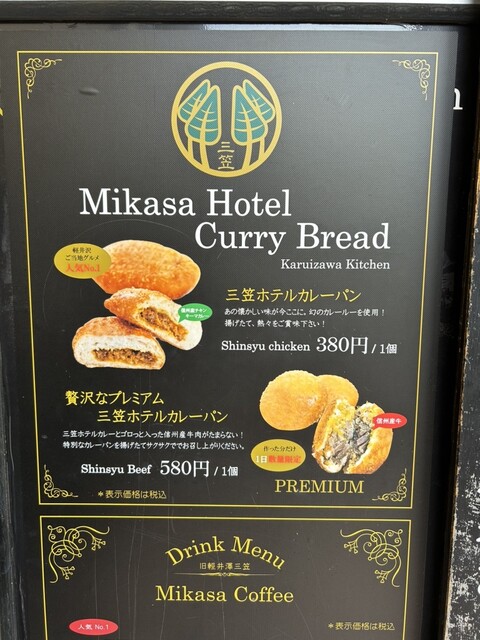 三笠
Mikasa Hotel
Curry Bread
Karuizawa Kitchen
軽井沢
ご当地グルメ
人気No.1
信州産チキン
キーマカレー
三笠ホテルカレーパン
あの懐かしい味が今ここに、幻のカレールーを使用！
揚げたて、熱々をご賞味下さい！
Shinsyu chicken 380円/1個
贅沢なプレミアム
三笠ホテルカレーパン
三笠ホテルカレーとゴロっと入った信州産牛肉がたまらない！
特別なカレーパンを揚げたてサクサクでお召し上がりください。
Shinsyu Beef 580円/1個
信州産牛
作った分だけ
1日数量限定
PREMIUM
＊表示価格は税込
Drink Menu
旧軽井澤三笠
Mikasa Coffee
人気 No.1
＊表示価格は税込